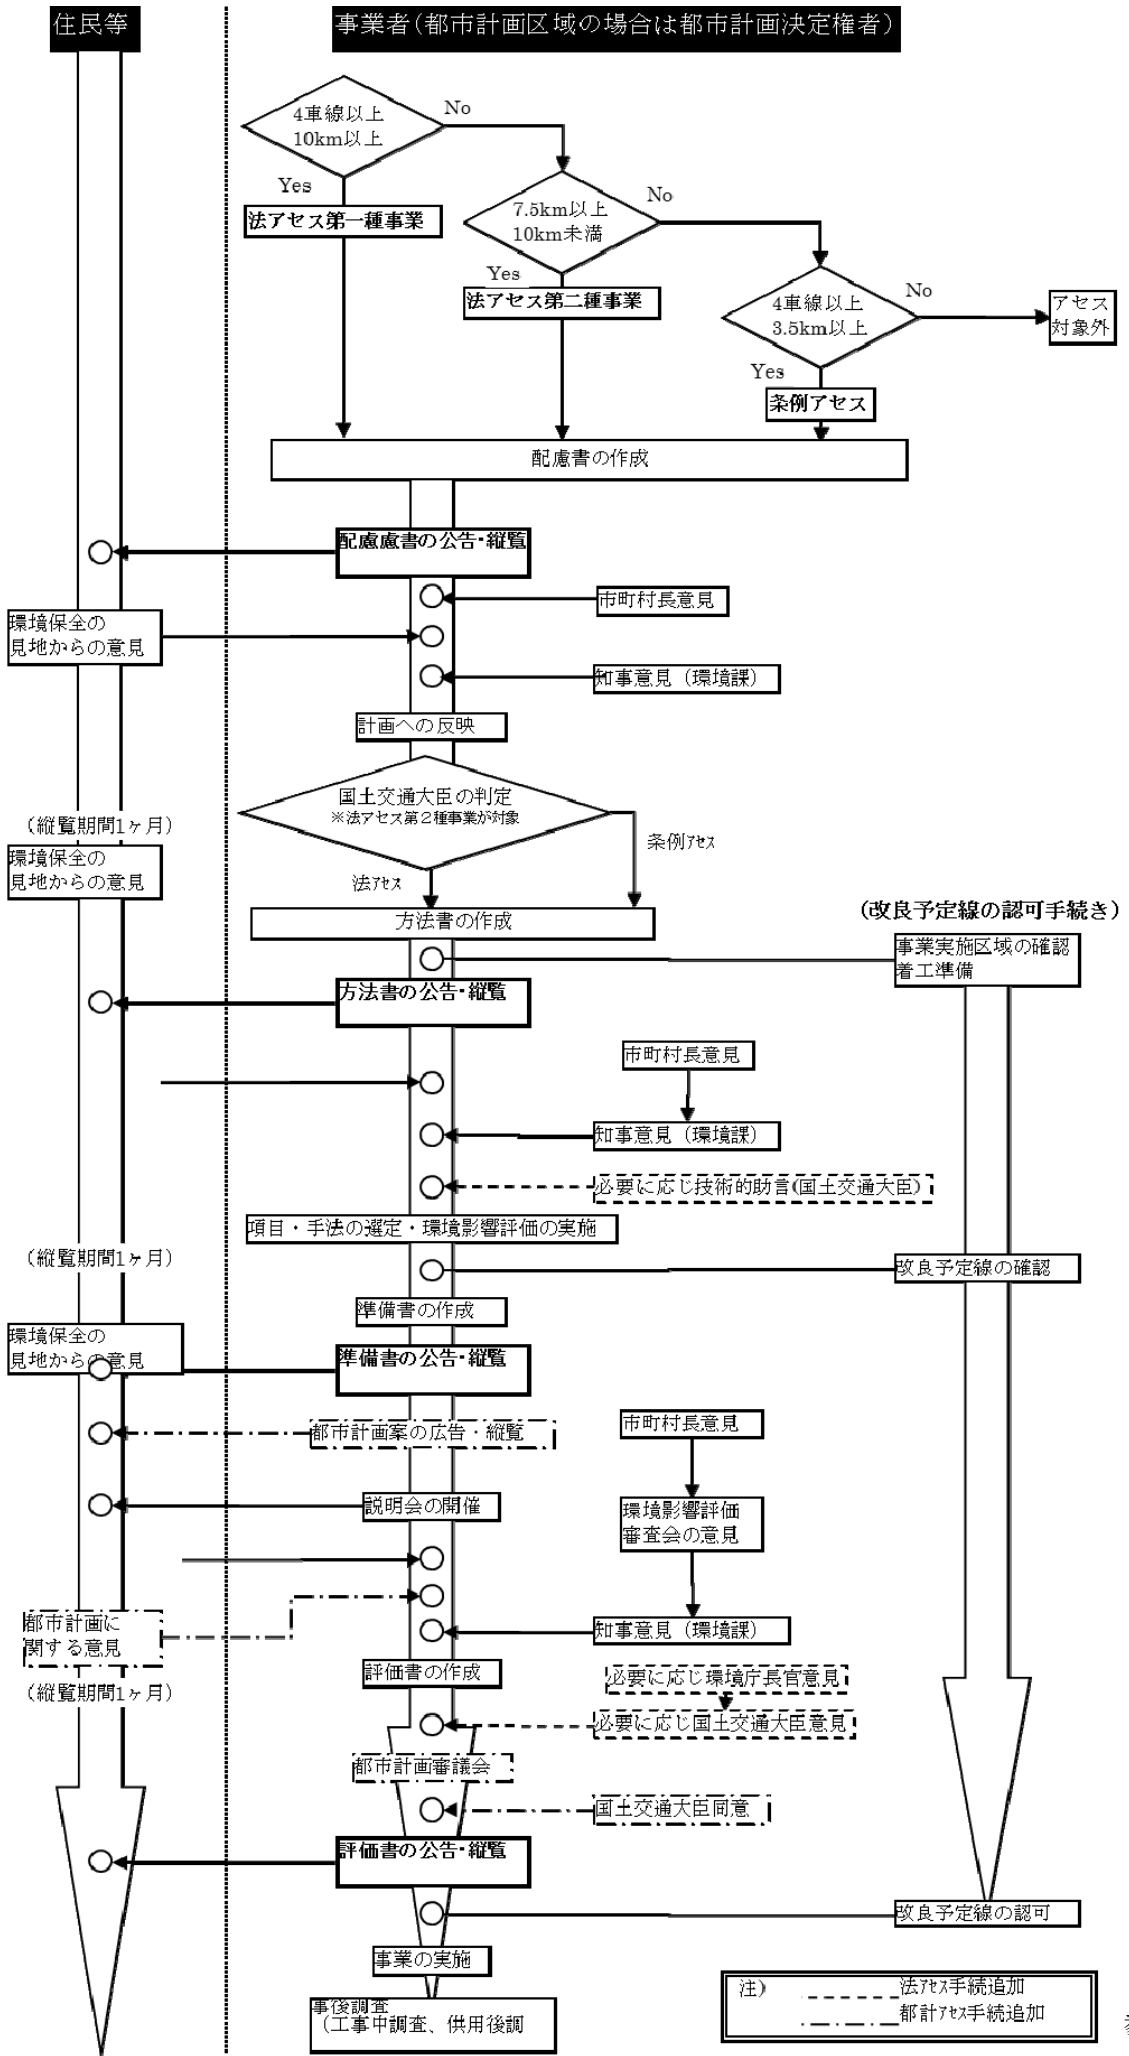 住民等
事業者(都市計画区域の場合は都市計画決定権者)
4車線以上
10km以上
No
Yes
法アセス第一種事業
7.5km以上
10km未満
No
Yes
法アセス第二種事業
4車線以上
3.5km以上
No
アセス
対象外
Yes
条例アセス
配慮書の作成
配慮慮書の公告・縦覧
市町村長意見
環境保全の
見地からの意見
知事意見（環境課）
計画への反映
国土交通大臣の判定
※法アセス第２種事業が対象
（縦覧期間1ヶ月）
環境保全の
見地からの意見
条例アセス
法アセス
方法書の作成
(改良予定線の認可手続き)
事業実施区域の確認
着工準備
方法書の公告・縦覧
市町村長意見
知事意見（環境課）
必要に応じ技術的助言(国土交通大臣)
項目・手法の選定・環境影響評価の実施
（縦覧期間1ヶ月）
改良予定線の確認
準備書の作成
環境保全の
見地からの意見
準備書の公告・縦覧
都市計画案の広告・縦覧
市町村長意見
説明会の開催
環境影響評価
審査会の意見
都市計画に
関する意見
知事意見（環境課）
評価書の作成
必要に応じ環境庁長官意見
（縦覧期間1ヶ月）
必要に応じ国土交通大臣意見
都市計画審議会
国土交通大臣同意
評価書の公告・縦覧
改良予定線の認可
事業の実施
事後調査
（工事中調査、供用後調
注）
法アセス手続追加
都計アセス手続追加